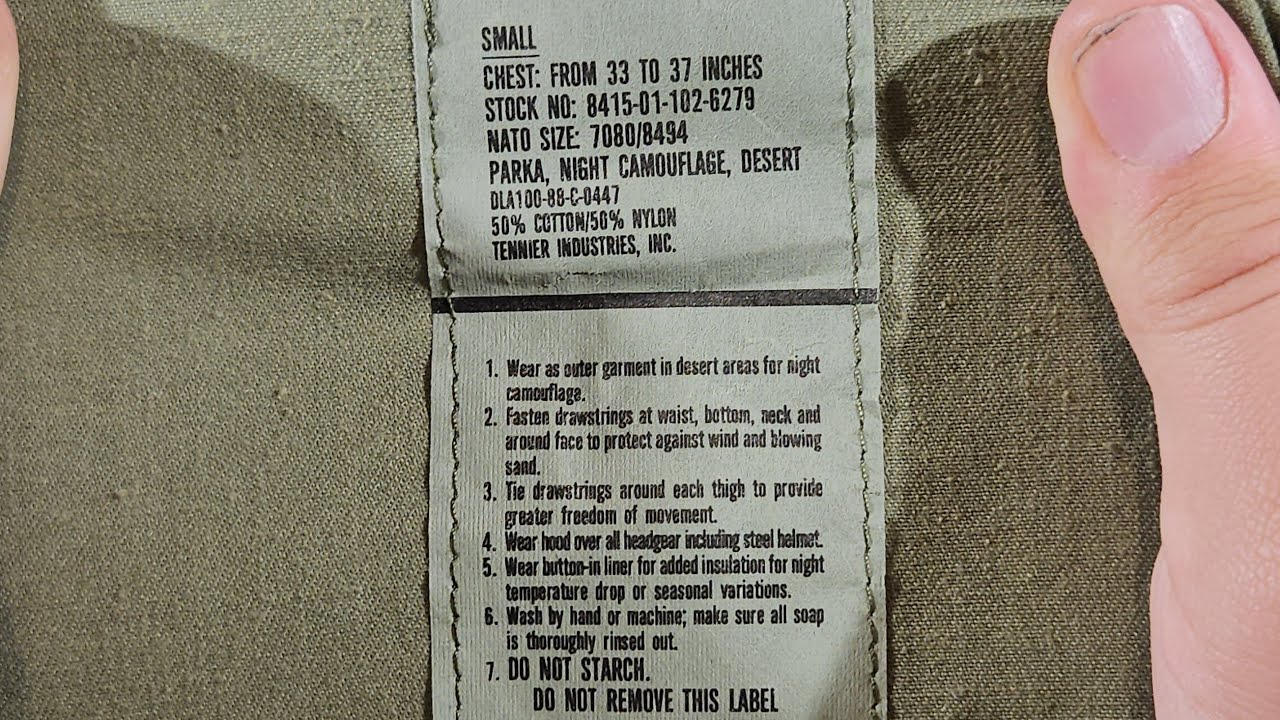 SMALL
CHEST: FROM 33 TO 37 INCHES
STOCK NO: 8415-01-102-6279
NATO SIZE: 7080/8494
PARKA, NIGHT CAMOUFLAGE, DESERT
DLA100-88-C-0447
50% COTTON/50% NYLON
TENNIER INDUSTRIES, INC.
1. Wear as outer garment in desert areas for night
camouflage.
2. Fasten drawstrings at waist, bottom, neck and
around face to protect against wind and blowing
sand.
3. Tie drawstrings around each thigh to provide
greater freedom of movement.
4. Wear hood over all headgear including steel helmet.
5. Wear button-in liner for added insulation for night
temperature drop or seasonal variations.
6. Wash by hand or machine; make sure all soap
is thoroughly rinsed out.
7. DO NOT STARCH.
DO NOT REMOVE THIS LABEL